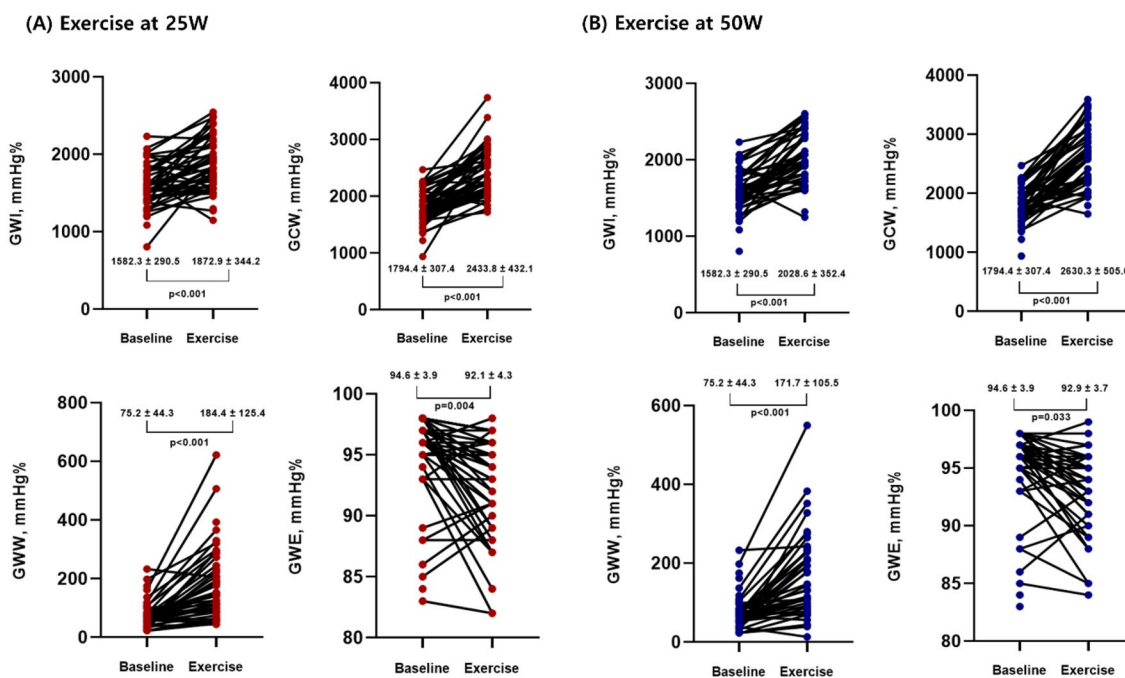 (A) Exercise at 25W
(B) Exercise at 50W
GWI, mmHg%
3000
2000
1000
0
1582.3 ± 290.5
1872.9 ± 344.2
p<0.001
Baseline
Exercise
GCW, mmHg%
4000
3000
2000
1000
0
1794.4 ± 307.4
2433.8 ± 432.1
p<0.001
Baseline
Exercise
GWI, mmHg%
3000
2000
1000
0
1582.3 ± 290.5
2028.6 ± 352.4
p<0.001
Baseline
Exercise
GCW, mmHg%
4000
3000
2000
1000
0
1794.4 ± 307.4
2630.3 ± 505.0
p<0.001
Baseline
Exercise
GWW, mmHg%
800
600
400
200
0
75.2 ± 44.3
184.4 ± 125.4
p<0.001
Baseline
Exercise
GWE, mmHg%
100
95
90
85
80
94.6 ± 3.9
92.1 ± 4.3
p=0.004
Baseline
Exercise
GWW, mmHg%
600
400
200
0
75.2 ± 44.3
171.7 ± 105.5
p<0.001
Baseline
Exercise
GWE, mmHg%
100
95
90
85
80
94.6 ± 3.9
92.9 ± 3.7
p=0.033
Baseline
Exercise